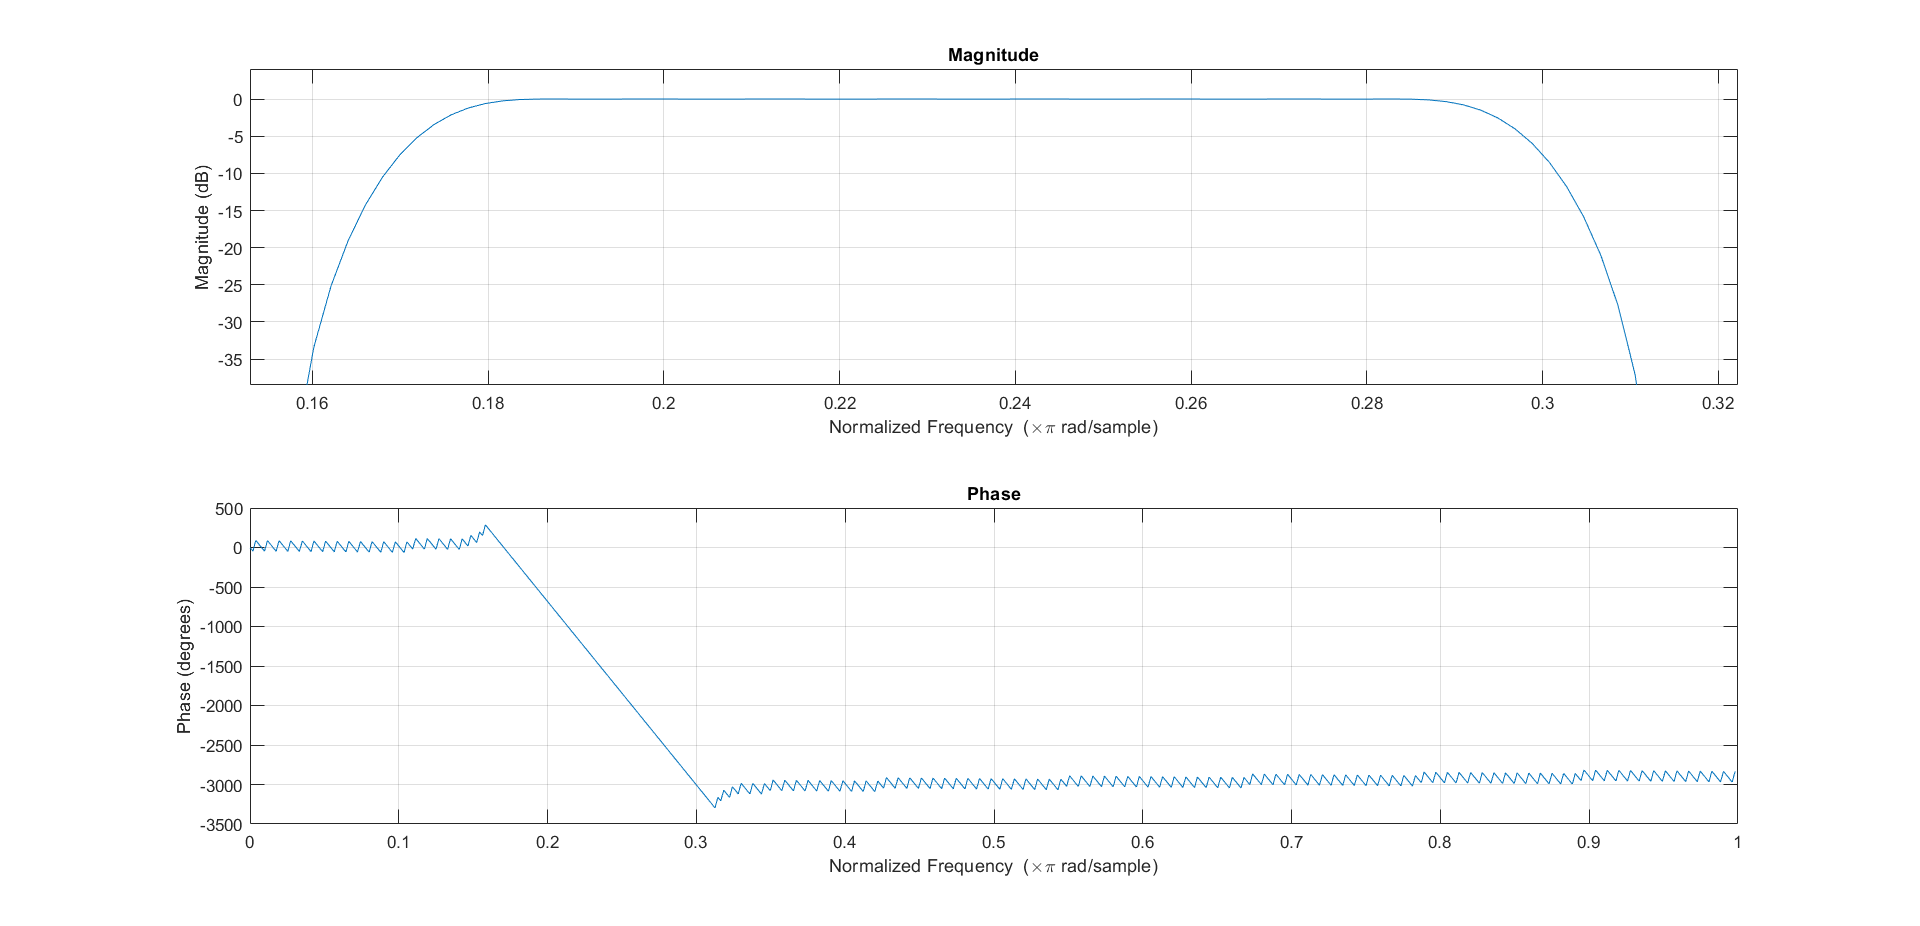 Magnitude
0
-5
-10
-15
-20
-25
-30
-35
Magnitude (dB)
0.16 0.18 0.2 0.22 0.24 0.26 0.28 0.3 0.32
Normalized Frequency (×π rad/sample)
Phase
500
0
-500
-1000
-1500
-2000
-2500
-3000
-3500
Phase (degrees)
0 0.1 0.2 0.3 0.4 0.5 0.6 0.7 0.8 0.9 1
Normalized Frequency (×π rad/sample)